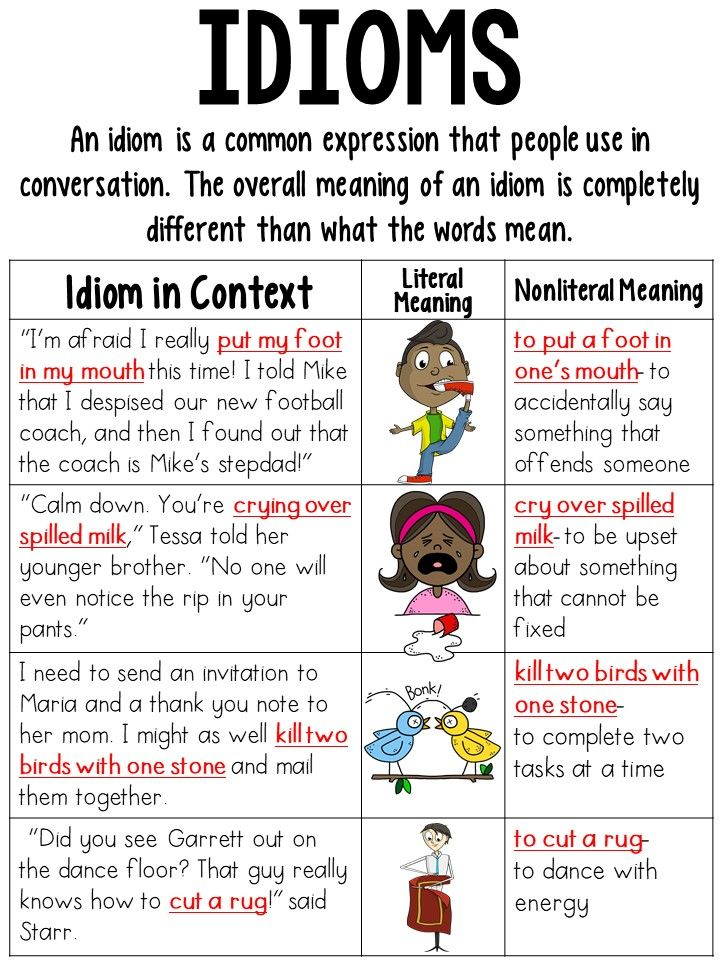 IDIOMS
An idiom is a common expression that people use in
conversation. The overall meaning of an idiom is completely
different than what the words mean.
Idiom in Context
Literal
Meaning
Nonliteral Meaning
"I'm afraid I really put my foot
in my mouth this time! I told Mike
that I despised our new football
coach, and then I found out that
the coach is Mike's stepdad!"
to put a foot in
one's mouth- to
accidentally say
something that
offends someone
"Calm down. You're crying over
spilled milk," Tessa told her
younger brother. "No one will
even notice the rip in your
pants."
cry over spilled
milk- to be upset
about something
that cannot be
fixed
I need to send an invitation to
Maria and a thank you note to
her mom. I might as well kill two
birds with one stone and mail
them together.
Bonk!
kill two birds with
one stone-
to complete two
tasks at a time
"Did you see Garrett out on
the dance floor? That guy really
knows how to cut a rug!" said
Starr.
to cut a rug-
to dance with
energy